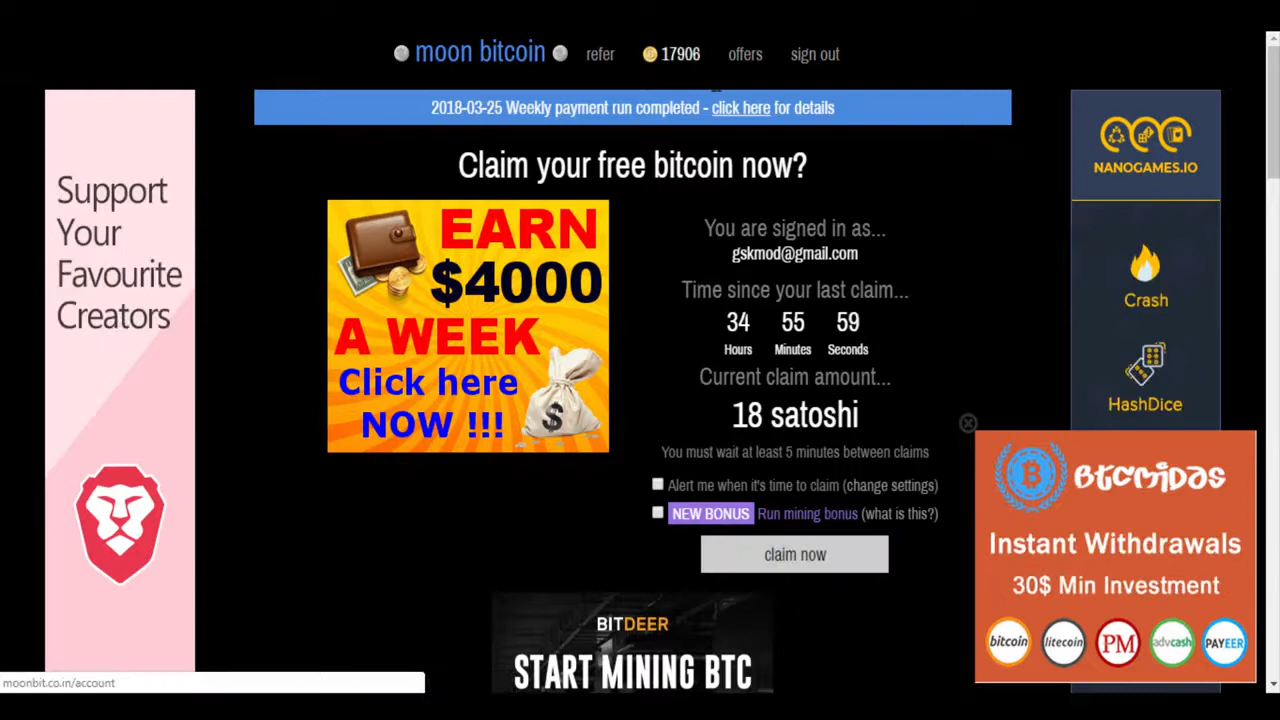 moon bitcoin refer 17906 offers sign out
2018-03-25 Weekly payment run completed - click here for details
Claim your free bitcoin now?
Support
Your
Favourite
Creators
EARN
$4000
A WEEK
Click here
NOW !!!
You are signed in as...
gskmod@gmail.com
Time since your last claim...
34 55 59
Hours Minutes Seconds
Current claim amount...
18 satoshi
You must wait at least 5 minutes between claims
Alert me when it's time to claim (change settings)
NEW BONUS Run mining bonus (what is this?)
claim now
BITDEER
START MINING BTC
NANOGAMES.IO
Crash
HashDice
BTCMIDAS
Instant Withdrawals
30$ Min Investment
bitcoin litecoin PM advcash PAYEER
moonbit.co.in/account